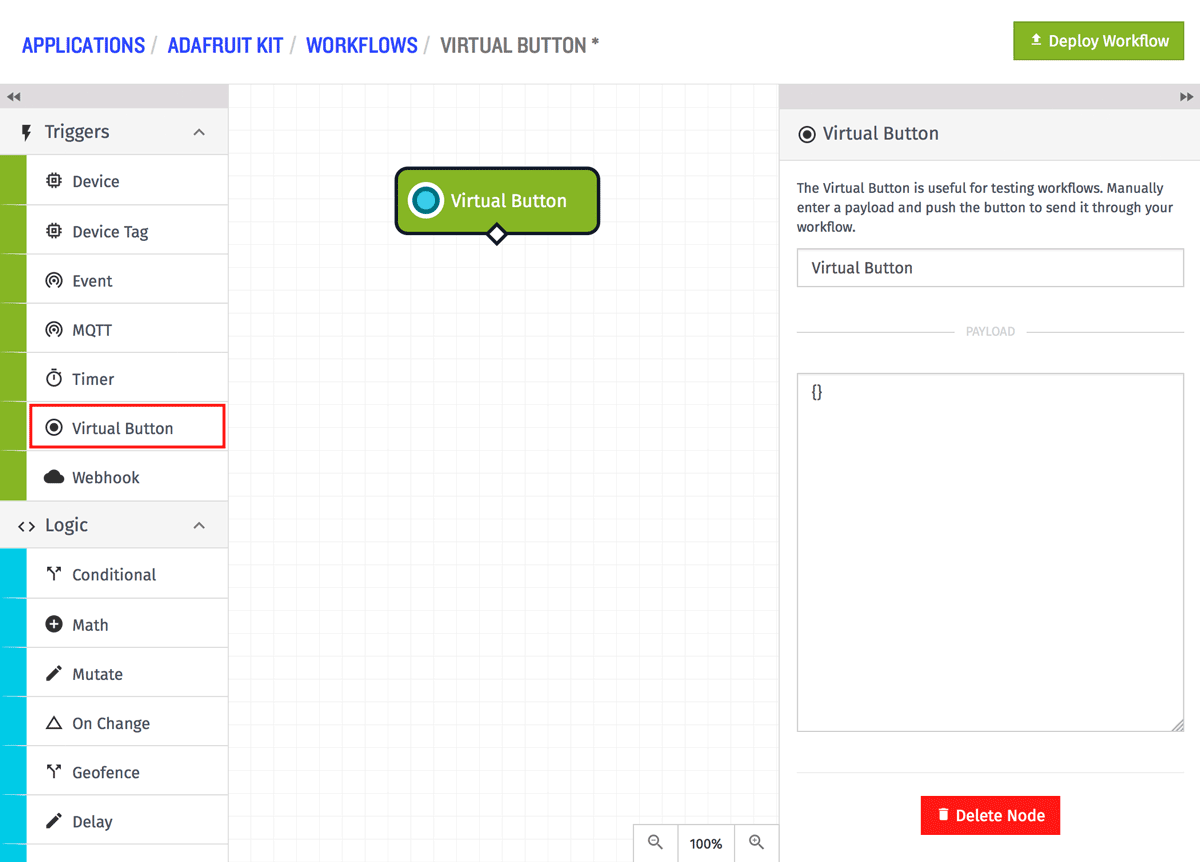 APPLICATIONS / ADAFRUIT KIT / WORKFLOWS / VIRTUAL BUTTON *
Deploy Workflow
Triggers
Device
Device Tag
Event
MQTT
Timer
Virtual Button
Webhook
Logic
Conditional
Math
Mutate
On Change
Geofence
Delay
Virtual Button
100%
Virtual Button
The Virtual Button is useful for testing workflows. Manually
enter a payload and push the button to send it through your
workflow.
Virtual Button
PAYLOAD
{}
Delete Node